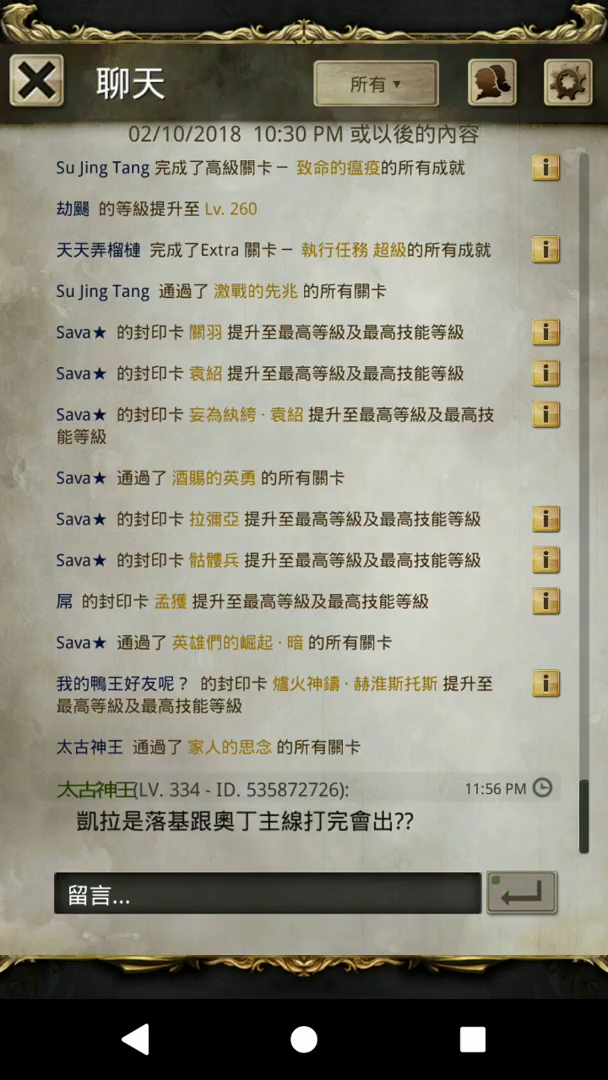 聊天
所有 ▾
02/10/2018 10:30 PM 或以後的內容
Su Jing Tang 完成了高級關卡－ 致命的瘟疫的所有成就
劫颺 的等級提升至 Lv. 260
天天弄榴槤 完成了Extra 關卡－ 執行任務 超級的所有成就
Su Jing Tang 通過了 激戰的先兆 的所有關卡
Sava★ 的封印卡 關羽 提升至最高等級及最高技能等級
Sava★ 的封印卡 袁紹 提升至最高等級及最高技能等級
Sava★ 的封印卡 妄為紈絝 · 袁紹 提升至最高等級及最高技
能等級
Sava★ 通過了 酒賜的英勇 的所有關卡
Sava★ 的封印卡 拉彌亞 提升至最高等級及最高技能等級
Sava★ 的封印卡 骷髏兵 提升至最高等級及最高技能等級
屌 的封印卡 孟獲 提升至最高等級及最高技能等級
Sava★ 通過了 英雄們的崛起 · 暗 的所有關卡
我的鴨王好友呢？ 的封印卡 爐火神鑄 · 赫淮斯托斯 提升至
最高等級及最高技能等級
太古神王 通過了 家人的思念 的所有關卡
太古神王(LV. 334 - ID. 535872726): 11:56 PM
凱拉是落基跟奧丁主線打完會出??
留言...